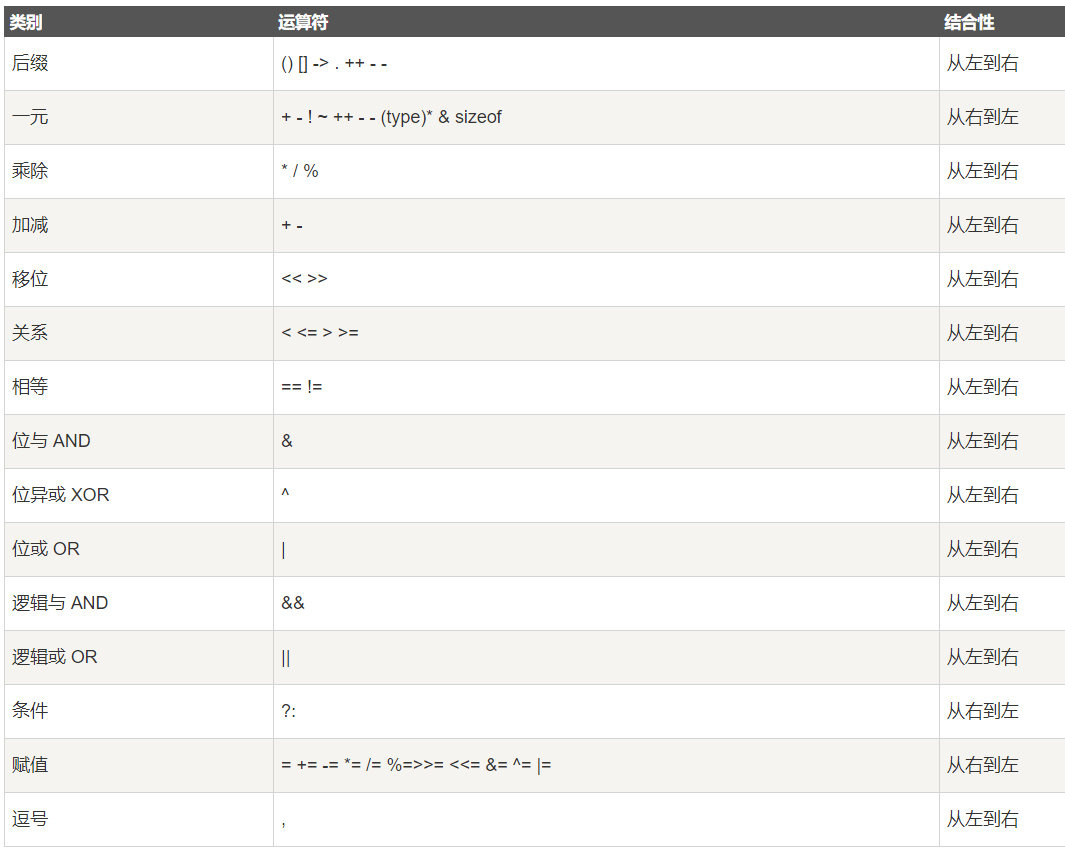 类别 运算符 结合性
后缀 () [] -> . ++ - - 从左到右
一元 + - ! ~ ++ - - (type)* & sizeof 从右到左
乘除 * / % 从左到右
加减 + - 从左到右
移位 << >> 从左到右
关系 < <= > >= 从左到右
相等 == != 从左到右
位与 AND & 从左到右
位异或 XOR ^ 从左到右
位或 OR | 从左到右
逻辑与 AND && 从左到右
逻辑或 OR || 从左到右
条件 ?: 从右到左
赋值 = += -= *= /= %=>>= <<= &= ^= |= 从右到左
逗号 , 从左到右